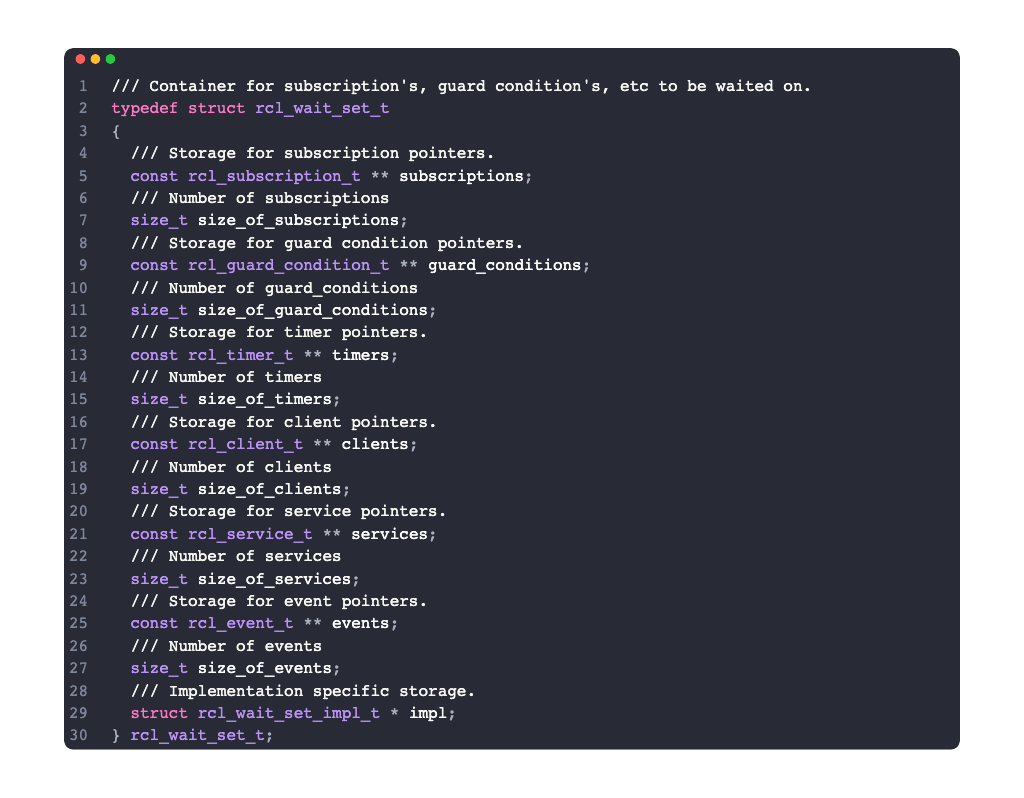 1 /// Container for subscription's, guard condition's, etc to be waited on.
2 typedef struct rcl_wait_set_t
3 {
4 /// Storage for subscription pointers.
5 const rcl_subscription_t ** subscriptions;
6 /// Number of subscriptions
7 size_t size_of_subscriptions;
8 /// Storage for guard condition pointers.
9 const rcl_guard_condition_t ** guard_conditions;
10 /// Number of guard_conditions
11 size_t size_of_guard_conditions;
12 /// Storage for timer pointers.
13 const rcl_timer_t ** timers;
14 /// Number of timers
15 size_t size_of_timers;
16 /// Storage for client pointers.
17 const rcl_client_t ** clients;
18 /// Number of clients
19 size_t size_of_clients;
20 /// Storage for service pointers.
21 const rcl_service_t ** services;
22 /// Number of services
23 size_t size_of_services;
24 /// Storage for event pointers.
25 const rcl_event_t ** events;
26 /// Number of events
27 size_t size_of_events;
28 /// Implementation specific storage.
29 struct rcl_wait_set_impl_t * impl;
30 } rcl_wait_set_t;